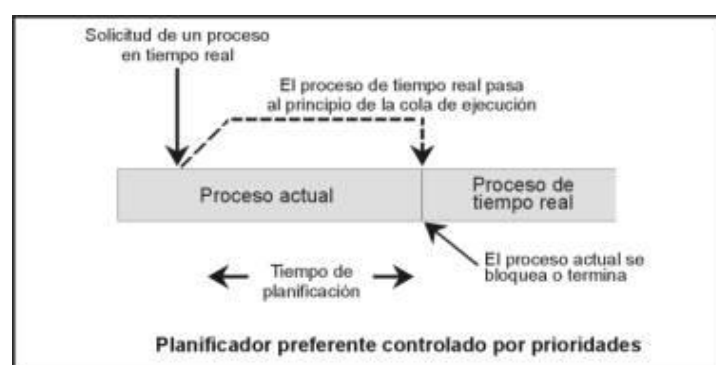 Solicitud de un proceso
en tiempo real
El proceso de tiempo real pasa
al principio de la cola de ejecución
Proceso actual
Proceso de
tiempo real
Tiempo de
planificación
El proceso actual se
bloquea o termina
Planificador preferente controlado por prioridades